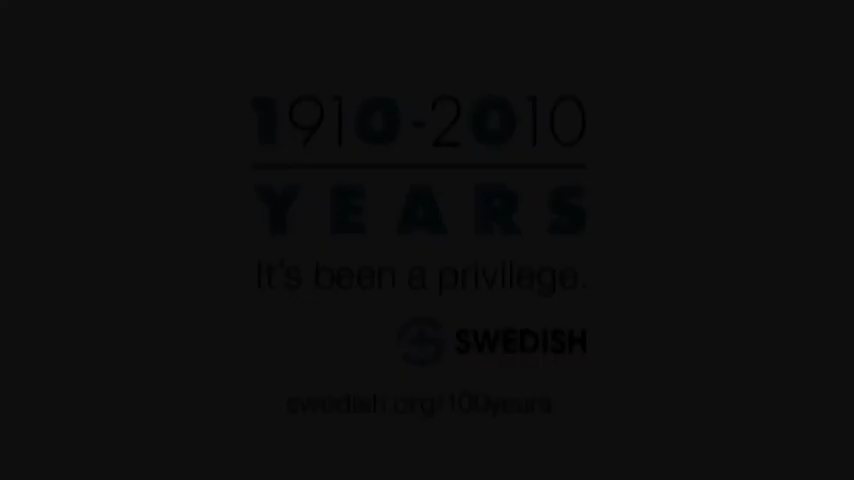 1910-2010
YEARS
It's been a privilege.
SWEDISH
swedish.org/100years